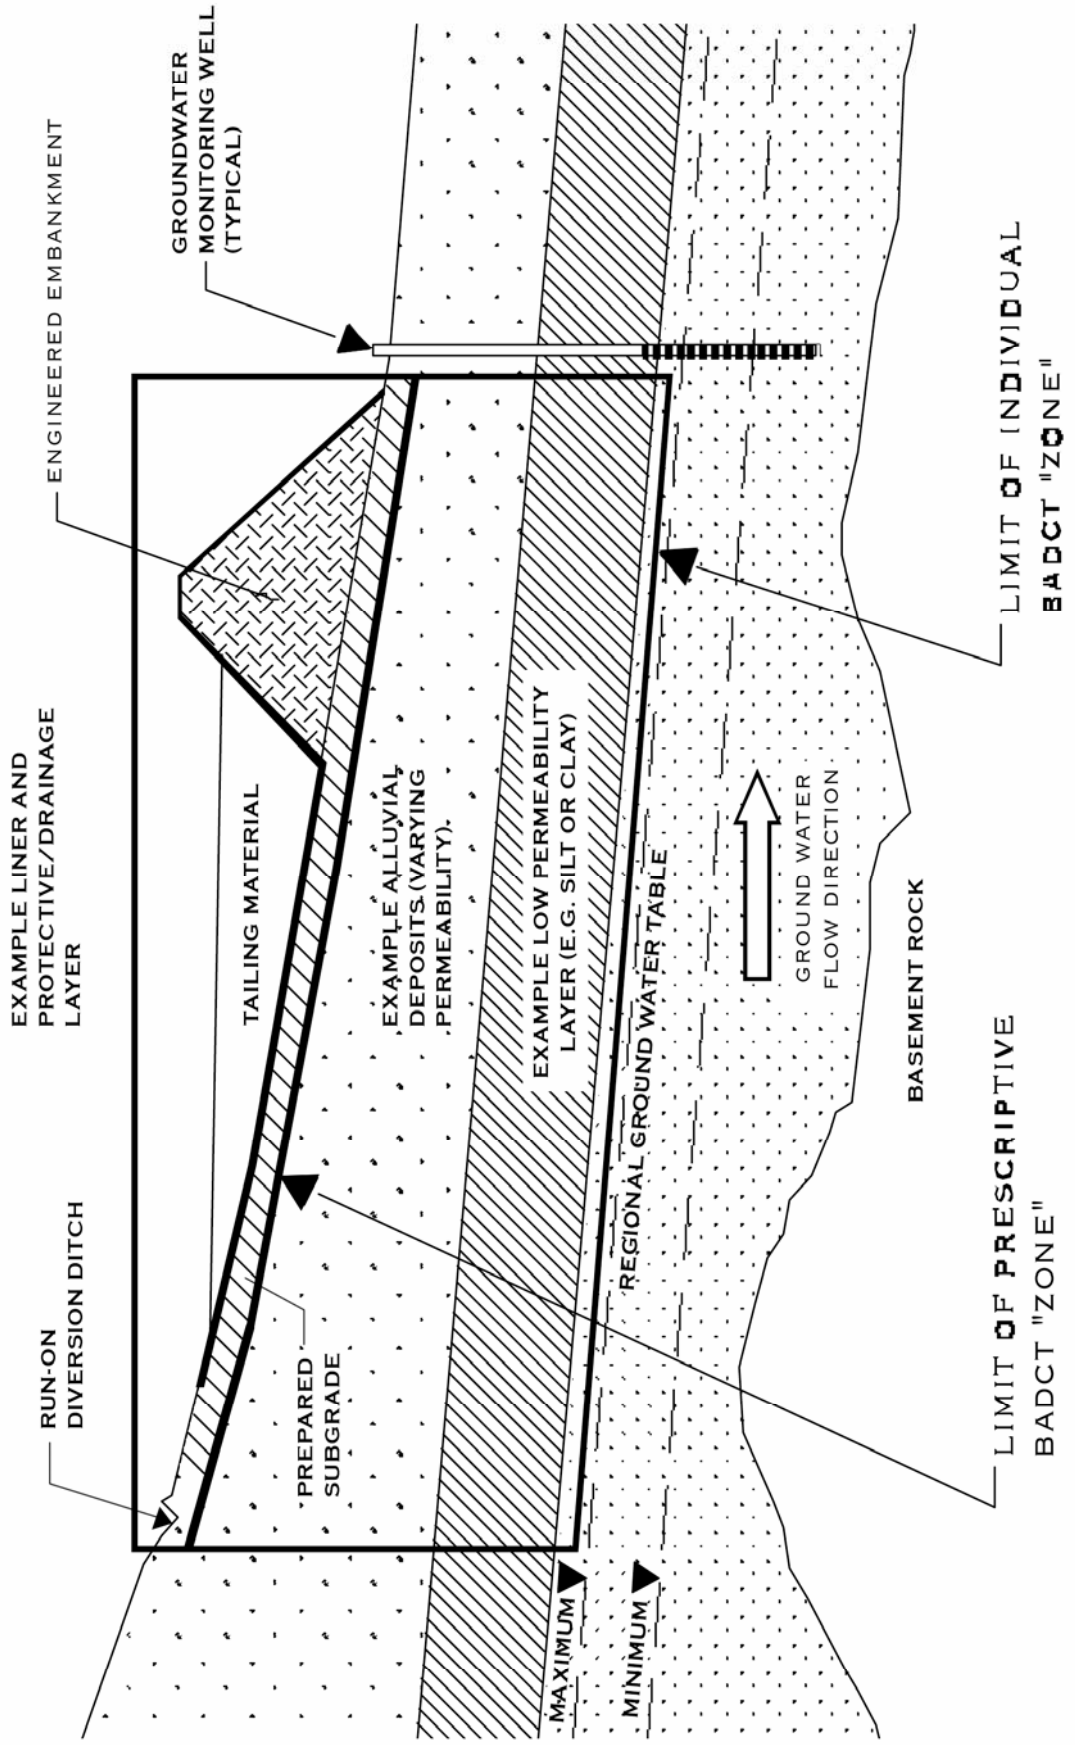 RUN-ON
DIVERSION DITCH
EXAMPLE LINER AND
PROTECTIVE/DRAINAGE
LAYER
ENGINEERED EMBANKMENT
GROUNDWATER
MONITORING WELL
(TYPICAL)
TAILING MATERIAL
PREPARED
SUBGRADE
EXAMPLE ALLUVIAL
DEPOSITS (VARYING
PERMEABILITY).
EXAMPLE LOW PERMEABILITY
LAYER (E.G. SILT OR CLAY)
MAXIMUM
MINIMUM
REGIONAL GROUND WATER TABLE
GROUND WATER
FLOW DIRECTION
BASEMENT ROCK
LIMIT OF PRESCRIPTIVE
BADCT "ZONE"
LIMIT OF INDIVIDUAL
BADCT "ZONE"